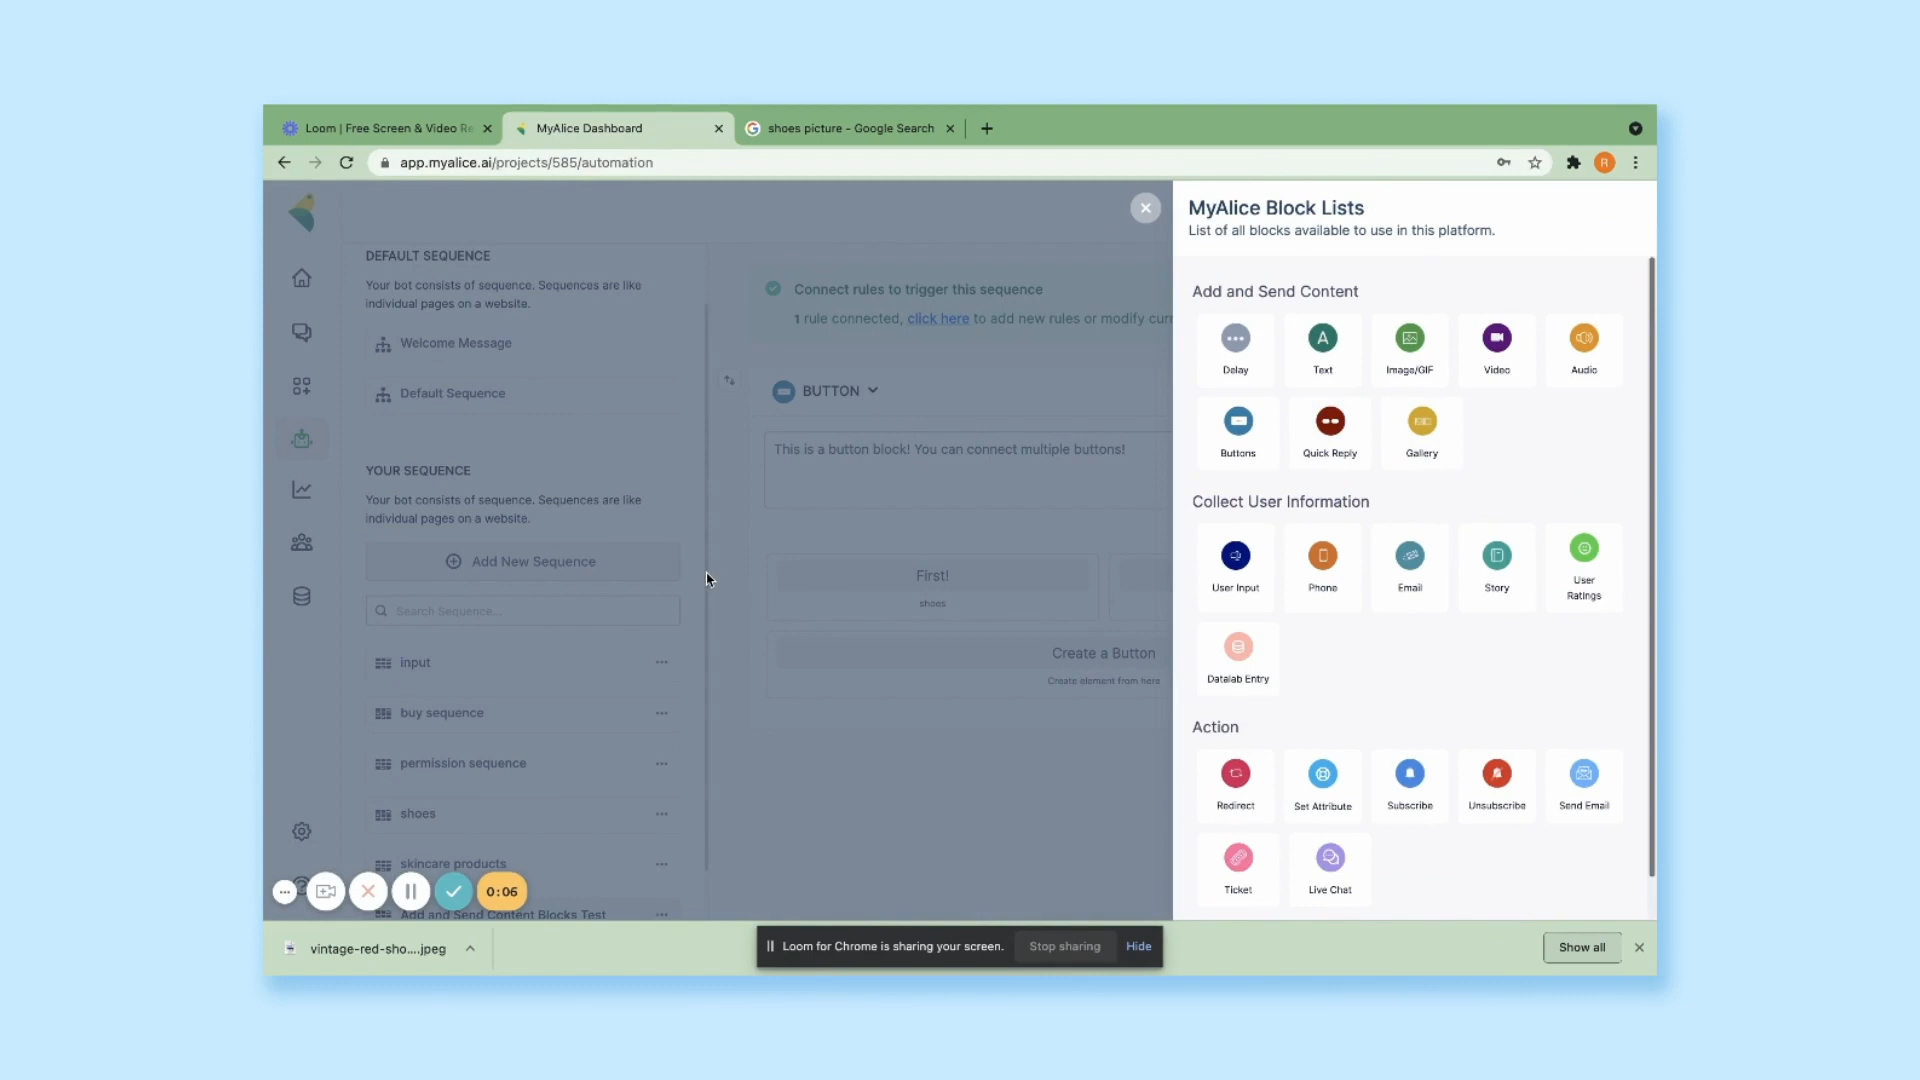 Loom | Free Screen & Video Re
MyAlice Dashboard
shoes picture - Google Search
app.myalice.ai/projects/585/automation
R
DEFAULT SEQUENCE
Your bot consists of sequence. Sequences are like
individual pages on a website.
Welcome Message
Default Sequence
YOUR SEQUENCE
Your bot consists of sequence. Sequences are like
individual pages on a website.
Add New Sequence
Search Sequence...
input
buy sequence
permission sequence
shoes
skincare products
Add and Send Content Blocks Test
0:06
Connect rules to trigger this sequence
1 rule connected, click here to add new rules or modify curr
BUTTON
This is a button block! You can connect multiple buttons!
First!
shoes
Create a Button
Create element from here
MyAlice Block Lists
List of all blocks available to use in this platform.
Add and Send Content
Delay
Text
Image/GIF
Video
Audio
Buttons
Quick Reply
Gallery
Collect User Information
User Input
Phone
Email
Story
User
Ratings
Datalab Entry
Action
Redirect
Set Attribute
Subscribe
Unsubscribe
Send Email
Ticket
Live Chat
vintage-red-sho....jpeg
Loom for Chrome is sharing your screen.
Stop sharing
Hide
Show all